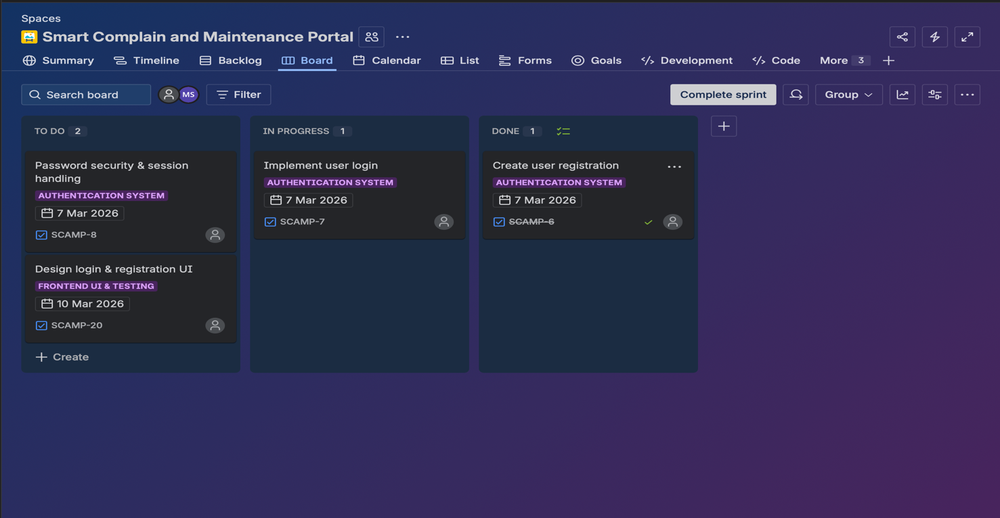 Spaces
Smart Complain and Maintenance Portal
Summary Timeline Backlog Board Calendar List Forms Goals Development Code More 3
Search board MS Filter Complete sprint Group
TO DO 2
Password security & session
handling
AUTHENTICATION SYSTEM
7 Mar 2026
SCAMP-8
Design login & registration UI
FRONTEND UI & TESTING
10 Mar 2026
SCAMP-20
Create
IN PROGRESS 1
Implement user login
AUTHENTICATION SYSTEM
7 Mar 2026
SCAMP-7
DONE 1
Create user registration
AUTHENTICATION SYSTEM
7 Mar 2026
SCAMP-6